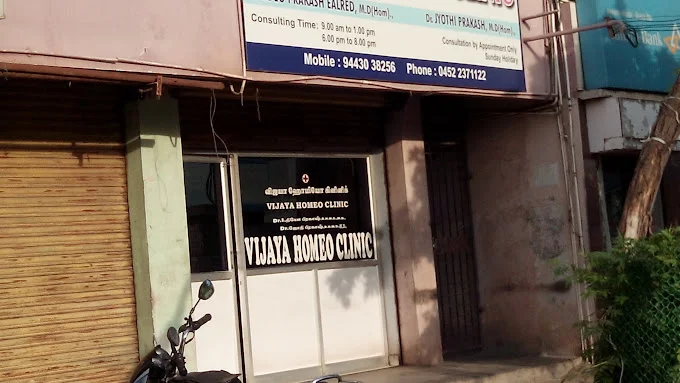 PRAKASH EALRED, M.D(Hom).,
Consulting Time: 9.00 am to 1.00 pm
6.00 pm to 8.00 pm
Dr. JYOTHI PRAKASH, M.D(Hom).,
Consultation by Appointment Only
Sunday Holiday
Mobile : 94430 38256 Phone : 0452 2371122
Bank
விஜயா ஹோமியோ கிளினிக்
VIJAYA HOMEO CLINIC
VIJAYA HOMEO CLINIC